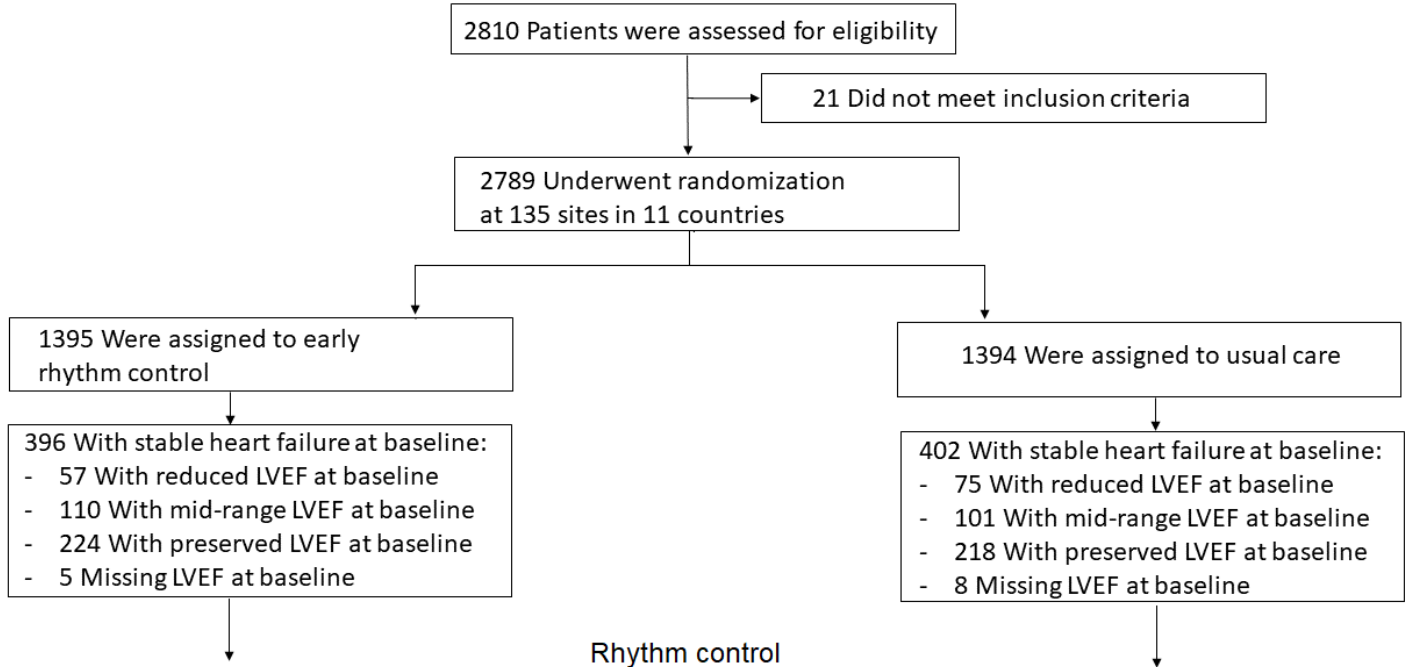 2810 Patients were assessed for eligibility
21 Did not meet inclusion criteria
2789 Underwent randomization
at 135 sites in 11 countries
1395 Were assigned to early
rhythm control
1394 Were assigned to usual care
396 With stable heart failure at baseline:
- 57 With reduced LVEF at baseline
- 110 With mid-range LVEF at baseline
- 224 With preserved LVEF at baseline
- 5 Missing LVEF at baseline
402 With stable heart failure at baseline:
- 75 With reduced LVEF at baseline
- 101 With mid-range LVEF at baseline
- 218 With preserved LVEF at baseline
- 8 Missing LVEF at baseline
Rhythm control